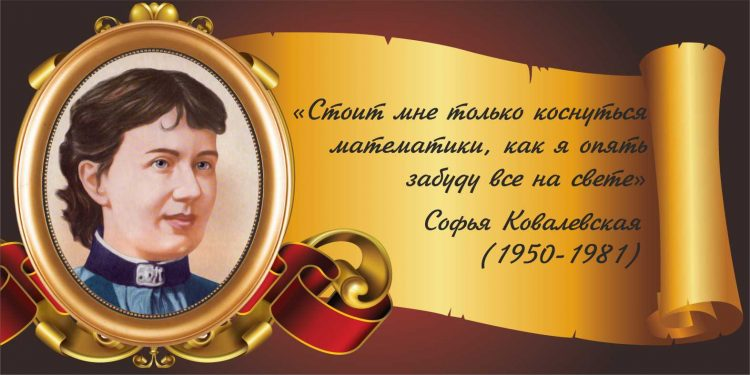 «Стоит мне только коснуться
математики, как я опять
забуду все на свете»
Софья Ковалевская
(1950-1981)